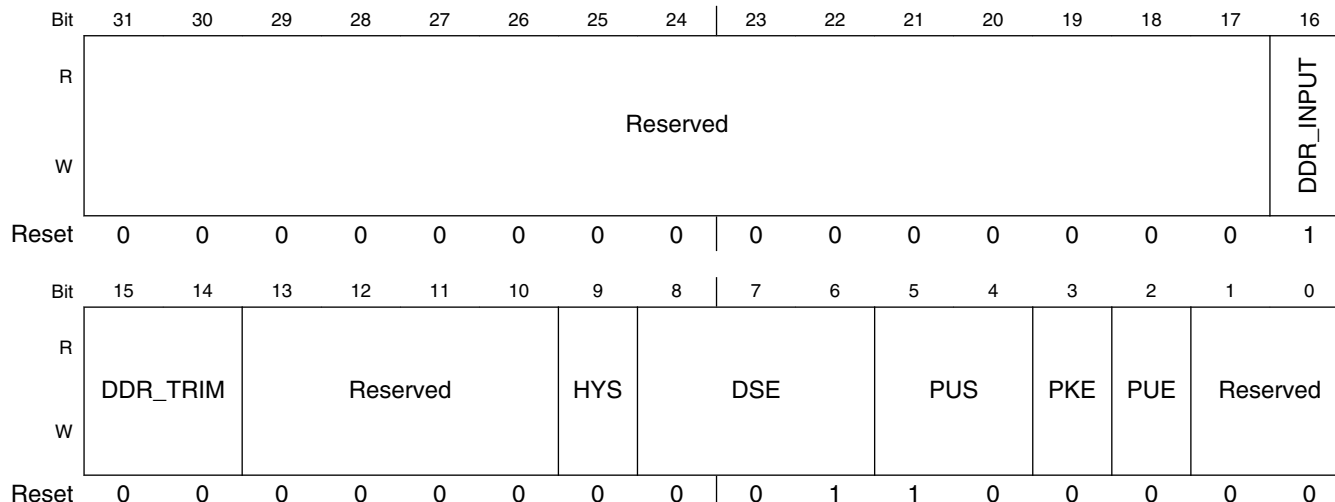 Bit 31 30 29 28 27 26 25 24 23 22 21 20 19 18 17 16
R
Reserved
DDR_INPUT
W
Reset 0 0 0 0 0 0 0 0 0 0 0 0 0 0 0 1
Bit 15 14 13 12 11 10 9 8 7 6 5 4 3 2 1 0
R
DDR_TRIM Reserved HYS DSE PUS PKE PUE Reserved
W
Reset 0 0 0 0 0 0 0 0 0 1 1 0 0 0 0 0